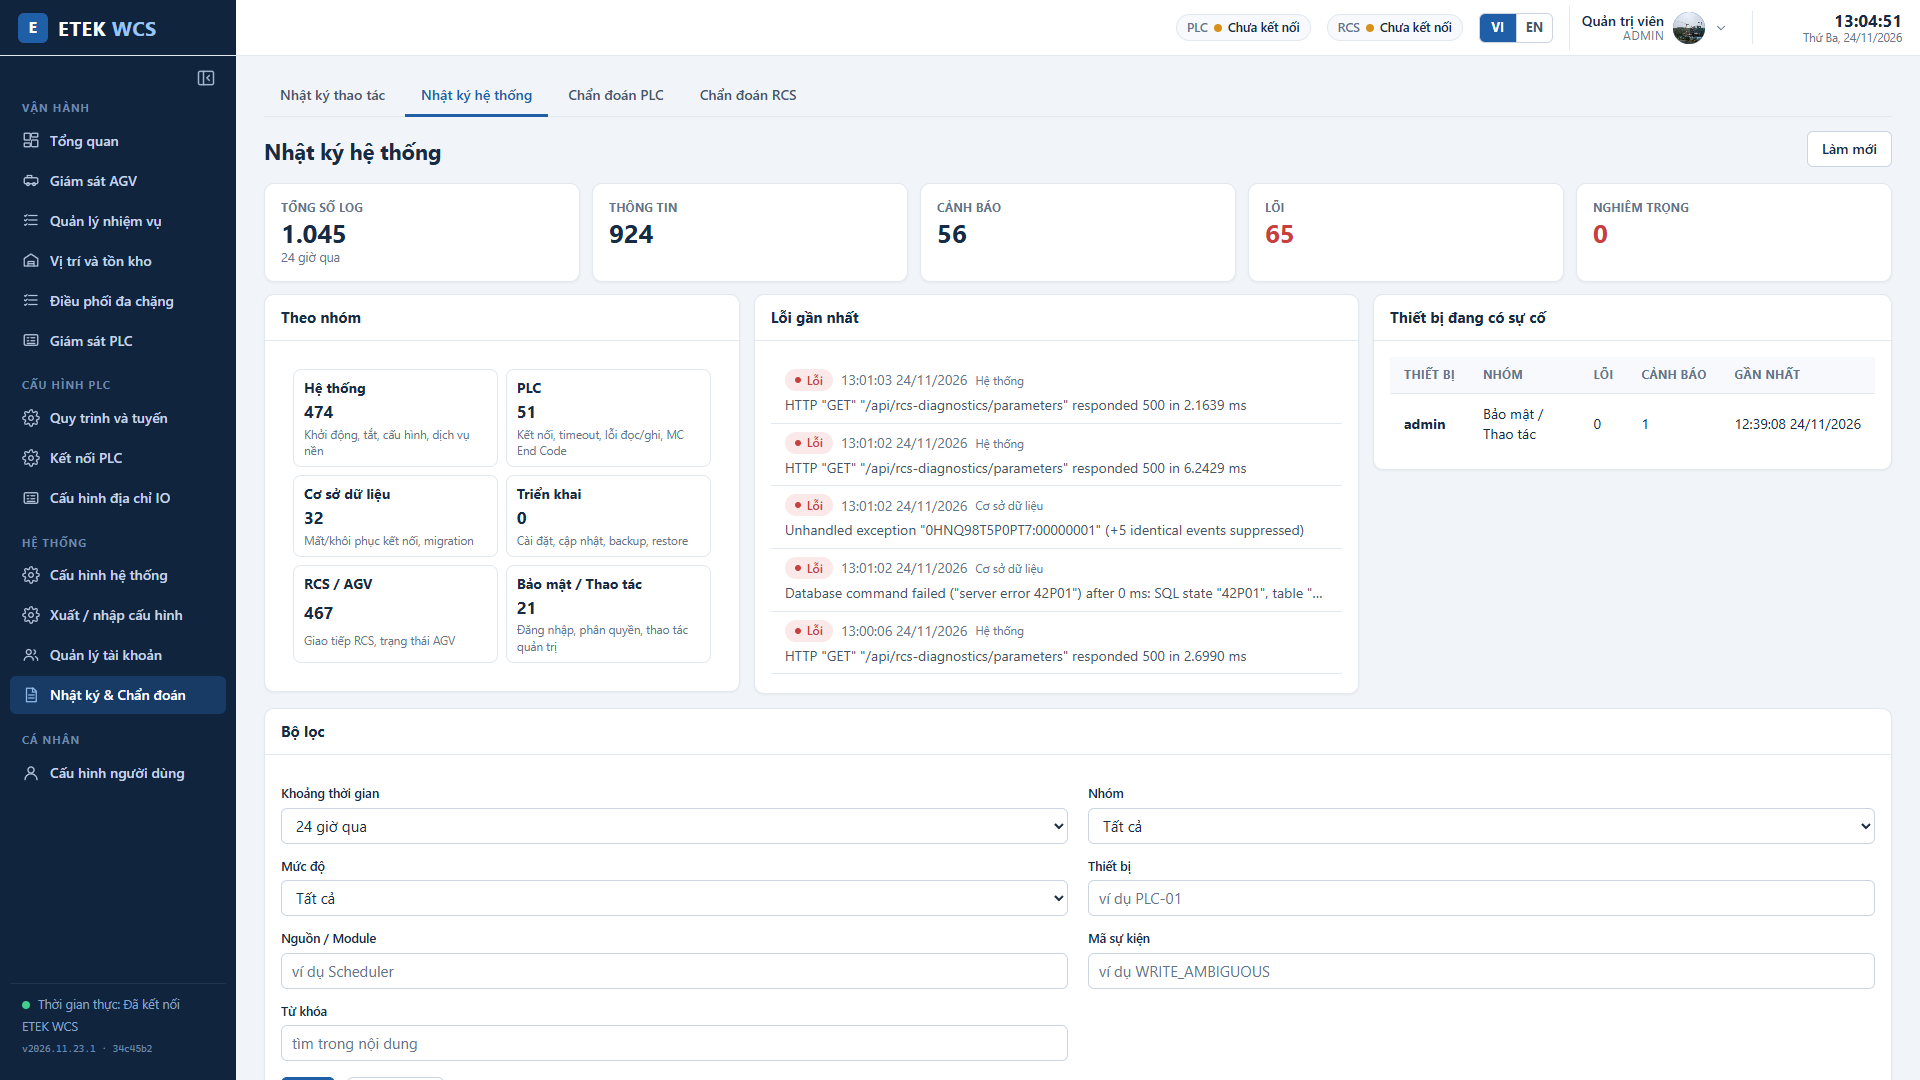 E ETEK WCS
PLC Chưa kết nối
RCS Chưa kết nối
VI EN
Quản trị viên
ADMIN
13:04:51
Thứ Ba, 24/11/2026
VẬN HÀNH
Tổng quan
Giám sát AGV
Quản lý nhiệm vụ
Vị trí và tồn kho
Điều phối đa chặng
Giám sát PLC
CẤU HÌNH PLC
Quy trình và tuyến
Kết nối PLC
Cấu hình địa chỉ IO
HỆ THỐNG
Cấu hình hệ thống
Xuất / nhập cấu hình
Quản lý tài khoản
Nhật ký & Chẩn đoán
CÁ NHÂN
Cấu hình người dùng
Thời gian thực: Đã kết nối
ETEK WCS
v2026.11.23.1 · 34c45b2
Nhật ký thao tác Nhật ký hệ thống Chẩn đoán PLC Chẩn đoán RCS
Nhật ký hệ thống
Làm mới
TỔNG SỐ LOG
1.045
24 giờ qua
THÔNG TIN
924
CẢNH BÁO
56
LỖI
65
NGHIÊM TRỌNG
0
Theo nhóm
Hệ thống
474
Khởi động, tắt, cấu hình, dịch vụ
nền
PLC
51
Kết nối, timeout, lỗi đọc/ghi, MC
End Code
Cơ sở dữ liệu
32
Mất/khôi phục kết nối, migration
Triển khai
0
Cài đặt, cập nhật, backup, restore
RCS / AGV
467
Giao tiếp RCS, trạng thái AGV
Bảo mật / Thao tác
21
Đăng nhập, phân quyền, thao tác
quản trị
Lỗi gần nhất
Lỗi 13:01:03 24/11/2026 Hệ thống
HTTP "GET" "/api/rcs-diagnostics/parameters" responded 500 in 2.1639 ms
Lỗi 13:01:02 24/11/2026 Hệ thống
HTTP "GET" "/api/rcs-diagnostics/parameters" responded 500 in 6.2429 ms
Lỗi 13:01:02 24/11/2026 Cơ sở dữ liệu
Unhandled exception "0HNQ98T5P0PT7:00000001" (+5 identical events suppressed)
Lỗi 13:01:02 24/11/2026 Cơ sở dữ liệu
Database command failed ("server error 42P01") after 0 ms: SQL state "42P01", table "...
Lỗi 13:00:06 24/11/2026 Hệ thống
HTTP "GET" "/api/rcs-diagnostics/parameters" responded 500 in 2.6990 ms
Thiết bị đang có sự cố
THIẾT BỊ NHÓM LỖI CẢNH BÁO GẦN NHẤT
admin Bảo mật / Thao tác 0 1 12:39:08 24/11/2026
Bộ lọc
Khoảng thời gian
24 giờ qua
Nhóm
Tất cả
Mức độ
Tất cả
Thiết bị
ví dụ PLC-01
Nguồn / Module
ví dụ Scheduler
Mã sự kiện
ví dụ WRITE_AMBIGUOUS
Từ khóa
tìm trong nội dung